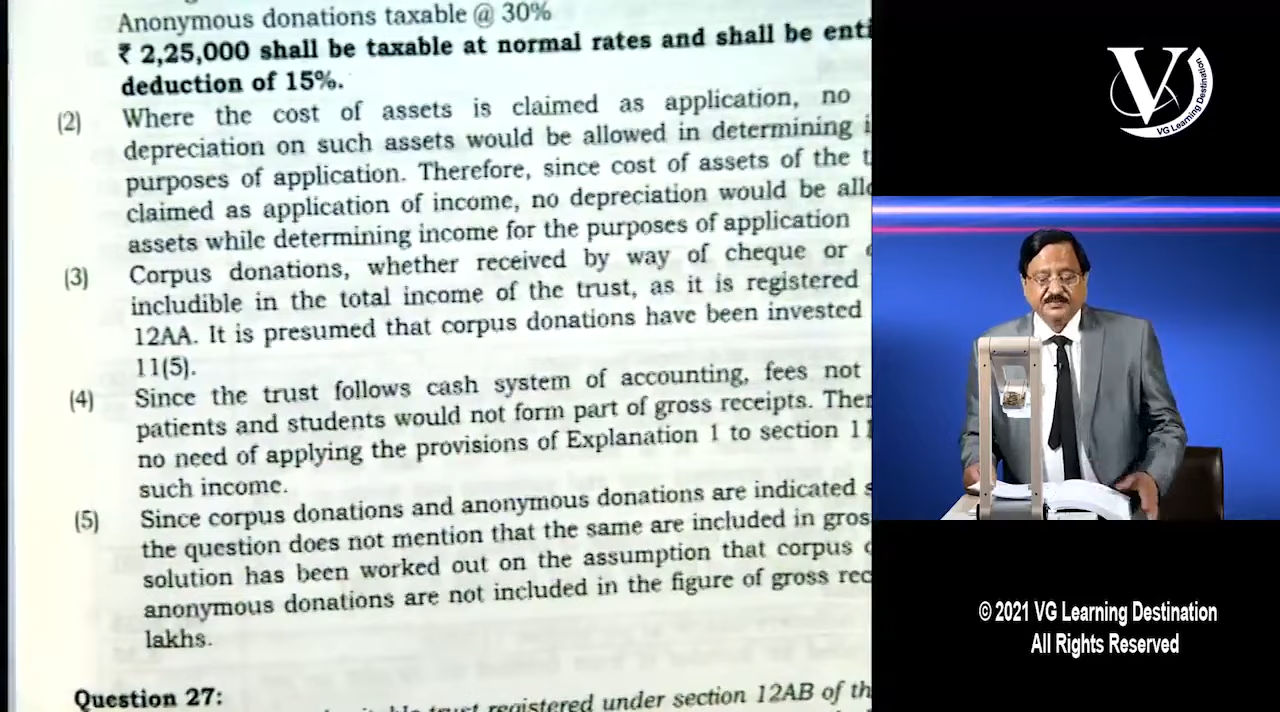 Anonymous donations taxable @ 30%
₹ 2,25,000 shall be taxable at normal rates and shall be
deduction of 15%.
(2) Where the cost of assets is claimed as application, no
depreciation on such assets would be allowed in determining
purposes of application. Therefore, since cost of assets of the
claimed as application of income, no depreciation would be
assets while determining income for the purposes of application
(3) Corpus donations, whether received by way of cheque or
includible in the total income of the trust, as it is registered
12AA. It is presumed that corpus donations have been invested
11(5).
(4) Since the trust follows cash system of accounting, fees not
patients and students would not form part of gross receipts.
no need of applying the provisions of Explanation 1 to section
such income.
(5) Since corpus donations and anonymous donations are indicated
the question does not mention that the same are included in
solution has been worked out on the assumption that corpus
anonymous donations are not included in the figure of gross
lakhs.
Question 27:
trust registered under section 12AB of
V
VG Learning Destination
© 2021 VG Learning Destination
All Rights Reserved